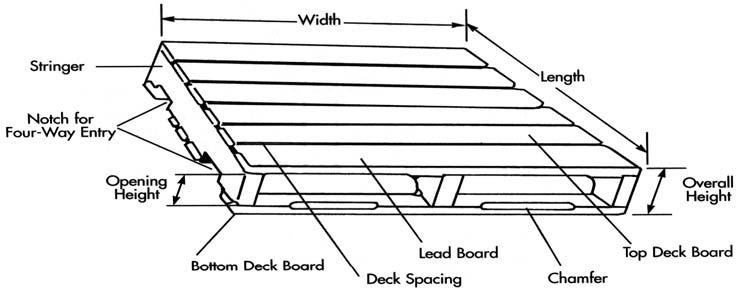 Width
Stringer
Length
Notch for
Four-Way Entry
Opening
Height
Overall
Height
Lead Board
Top Deck Board
Bottom Deck Board
Deck Spacing
Chamfer